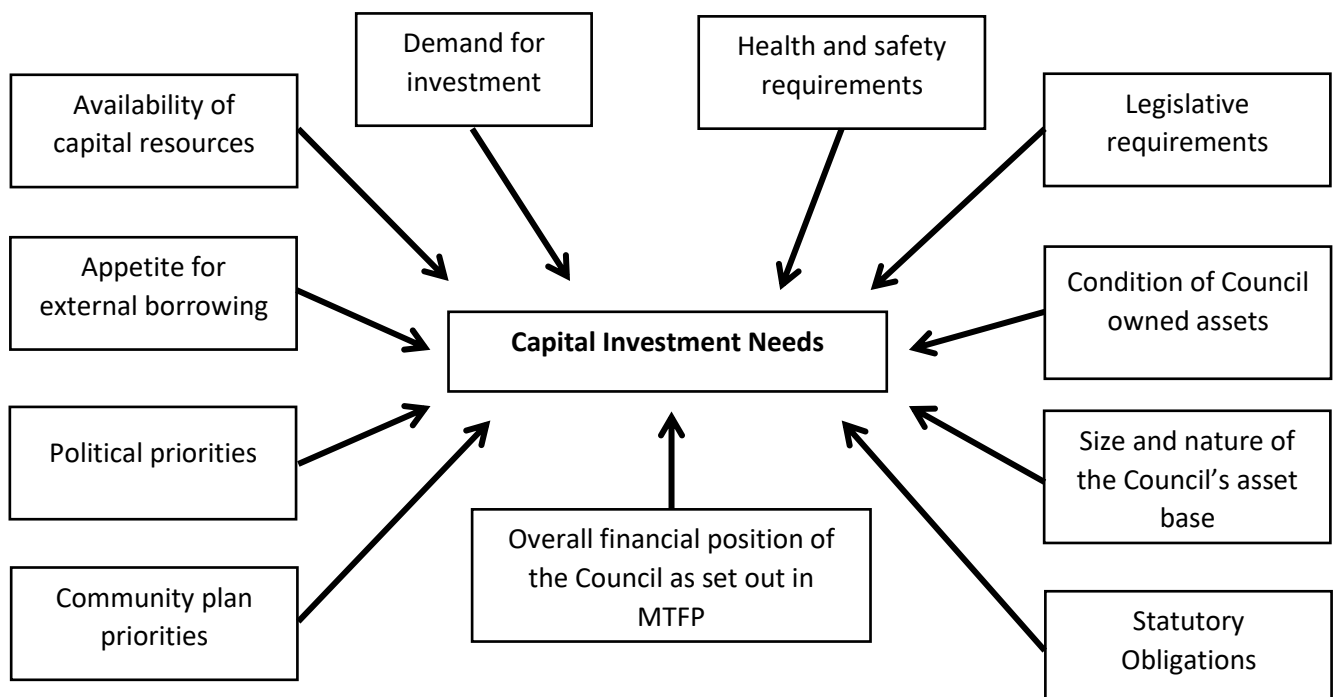 Demand for
investment
Health and safety
requirements
Availability of
capital resources
Legislative
requirements
Appetite for
external borrowing
Condition of Council
owned assets
Capital Investment Needs
Political priorities
Size and nature of
the Council’s asset
base
Overall financial position of
the Council as set out in
MTFP
Community plan
priorities
Statutory
Obligations